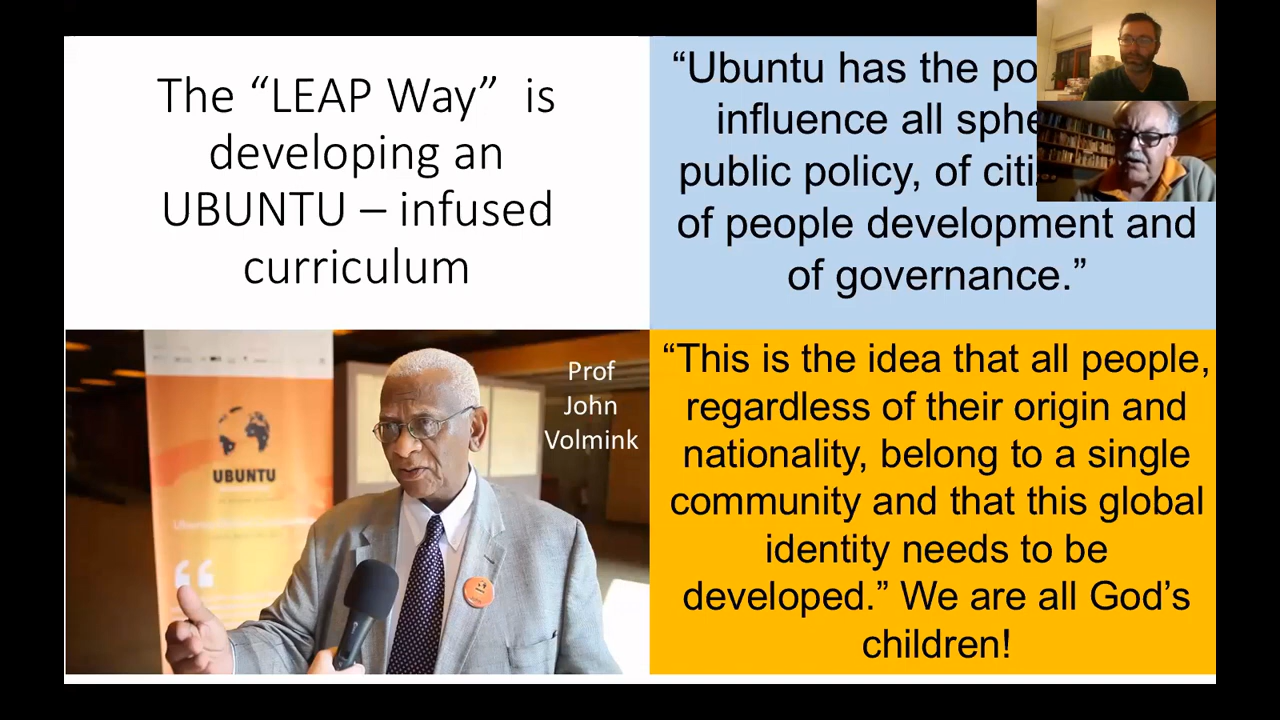 The “LEAP Way” is
developing an
UBUNTU – infused
curriculum
“Ubuntu has the
influence all
public policy, of
of people development and
of governance.”
Prof
John
Volmink
UBUNTU
“This is the idea that all people,
regardless of their origin and
nationality, belong to a single
community and that this global
identity needs to be
developed.” We are all God’s
children!